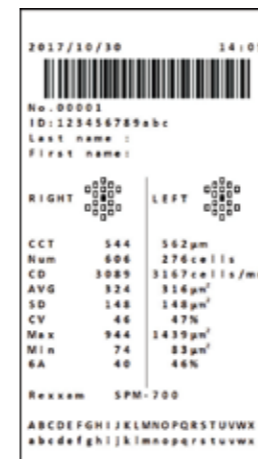 2017/10/30 14:0
No.00001
ID:123456789abc
Last name :
First name:
RIGHT LEFT
CCT 544 562μm
Num 606 276cells
CD 3089 3167cells/m
AVG 324 316μm²
SD 148 148μm²
CV 46 47%
Max 944 1439μm²
Min 74 83μm²
6A 40 46%
Rexxam SPM-700
ABCDEFGHIJKLMNOPQRSTUVWX
abcdefghijklmnopqrstuvwx